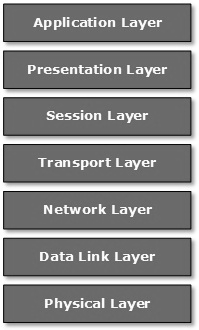 Application Layer
Presentation Layer
Session Layer
Transport Layer
Network Layer
Data Link Layer
Physical Layer